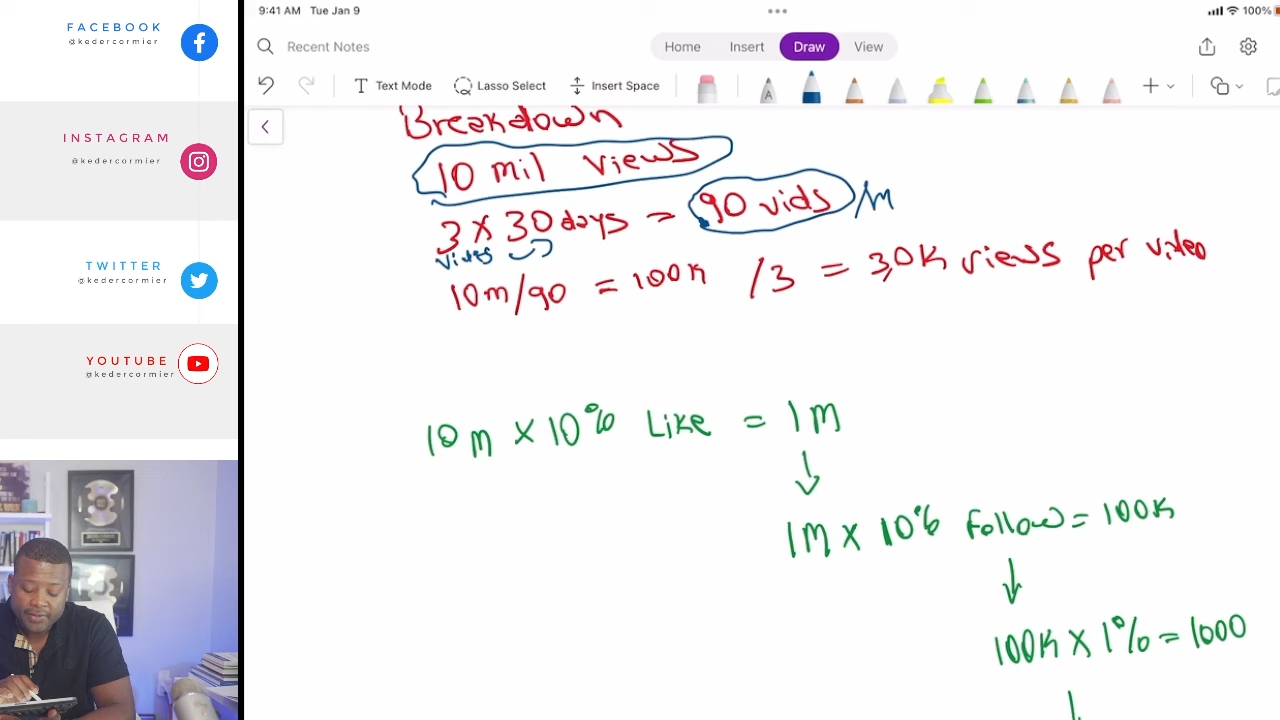 FACEBOOK
@kedercormier
INSTAGRAM
@kedercormier
TWITTER
@kedercormier
YOUTUBE
@kedercormier
9:41 AM Tue Jan 9
100%
Recent Notes
Home Insert Draw View
Text Mode Lasso Select Insert Space
A
Breakdown
10 mil views
3 x 30 days = 90 vids /m
vides
10m/90 = 100K /3 = 30K views per video
10m x 10% Like = 1M
1M x 10% Follow = 100K
100K x 1% = 1000